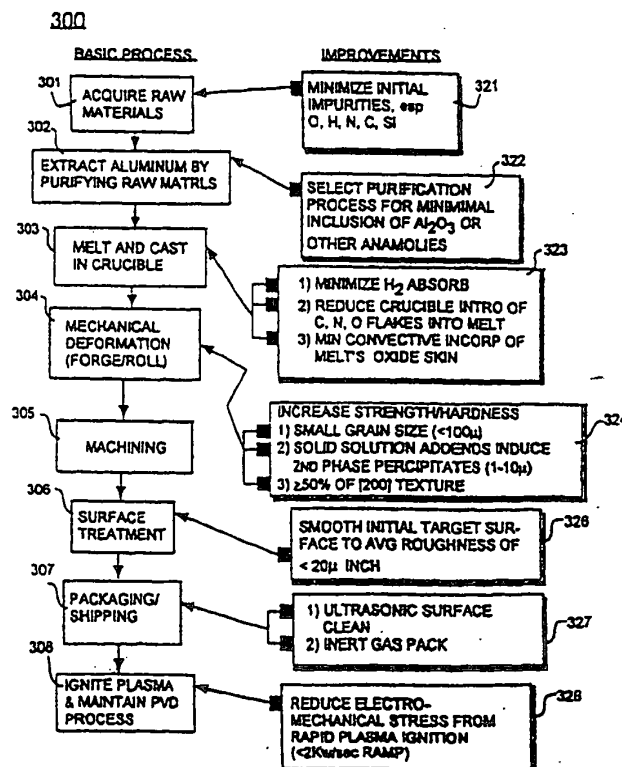 300
BASIC PROCESS
IMPROVEMENTS
301
ACQUIRE RAW
MATERIALS
MINIMIZE INITIAL
IMPURITIES, esp
O, H, N, C, Si
321
302
EXTRACT ALUMINUM BY
PURIFYING RAW MATRLS
322
SELECT PURIFICATION
PROCESS FOR MINIMIMAL
INCLUSION OF Al2O3 OR
OTHER ANAMOLIES
303
MELT AND CAST
IN CRUCIBLE
323
1) MINIMIZE H2 ABSORB
2) REDUCE CRUCIBLE INTRO OF
C, N, O FLAKES INTO MELT
3) MIN CONVECTIVE INCORP OF
MELT'S OXIDE SKIN
304
MECHANICAL
DEFORMATION
(FORGE/ROLL)
INCREASE STRENGTH/HARDNESS
1) SMALL GRAIN SIZE (<100µ)
2) SOLID SOLUTION ADDENDS INDUCE
2ND PHASE PERCIPITATES (1-10µ)
3) ≥50% OF [200] TEXTURE
324
305
MACHINING
306
SURFACE
TREATMENT
SMOOTH INITIAL TARGET SUR-
FACE TO AVG ROUGHNESS OF
< 20µ INCH
326
307
PACKAGING/
SHIPPING
1) ULTRASONIC SURFACE
CLEAN
2) INERT GAS PACK
327
308
IGNITE PLASMA
& MAINTAIN PVD
PROCESS
REDUCE ELECTRO-
MECHANICAL STRESS FROM
RAPID PLASMA IGNITION
(<2Kw/sec RAMP)
328